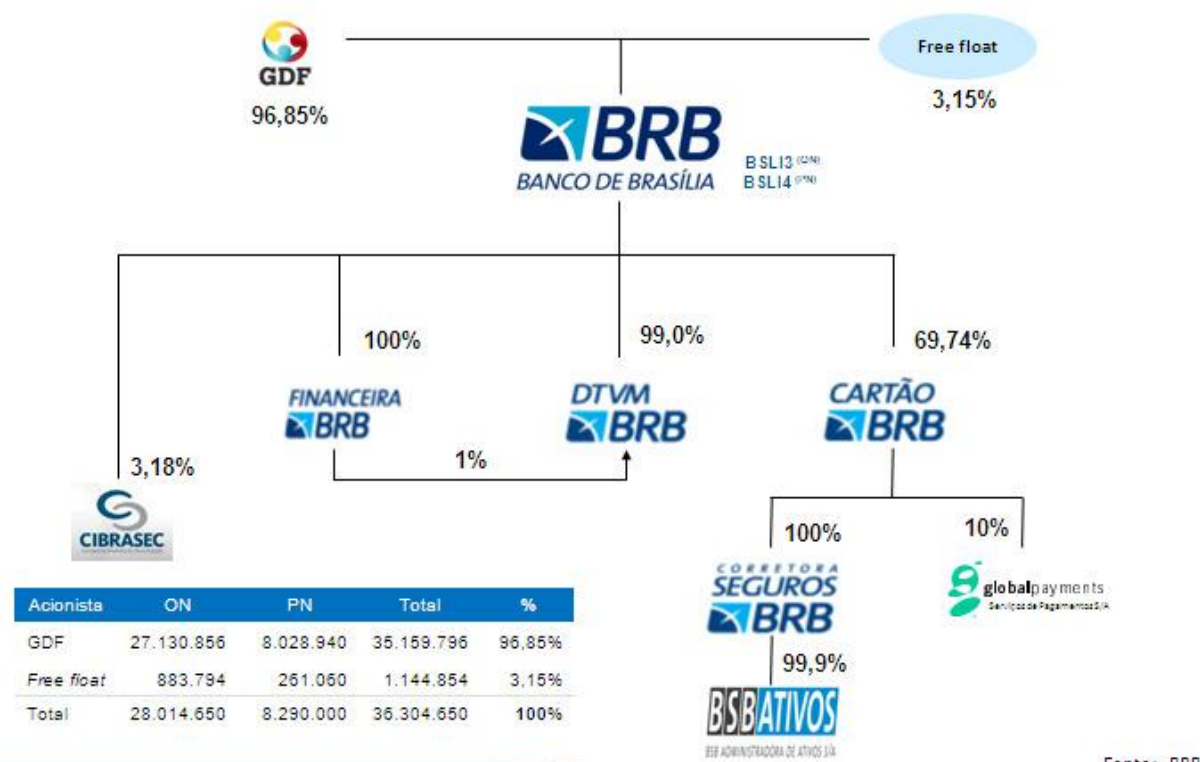 GDF
96,85%
Free float
3,15%
BRB
BANCO DE BRASÍLIA
BSLI3 (ON)
BSLI4 (PN)
100%
99,0%
69,74%
FINANCEIRA
BRB
DTVM
BRB
CARTÃO
BRB
1%
3,18%
CIBRASEC
100%
10%
CORRETORA
SEGUROS
BRB
globalpayments
Serviços de Pagamentos S/A
99,9%
BSBATIVOS
BSB ADMINISTRADORA DE ATIVOS S/A
Acionista ON PN Total %
GDF 27.130.856 8.028.940 35.159.796 96,85%
Free float 883.794 261.060 1.144.854 3,15%
Total 28.014.650 8.290.000 36.304.650 100%